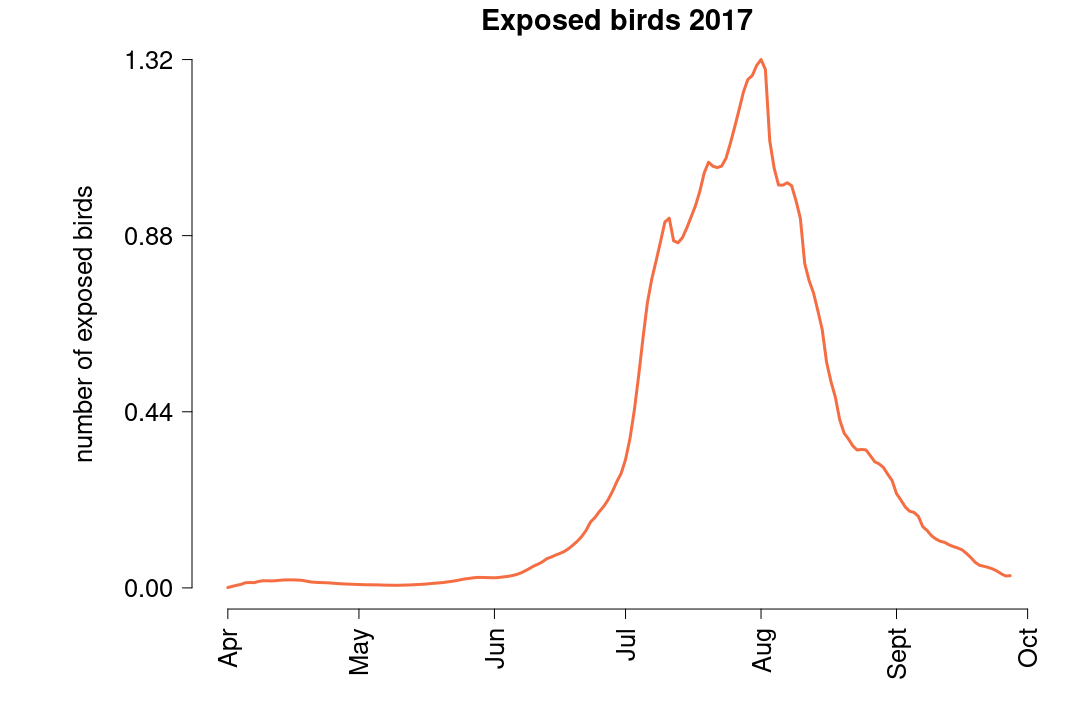 Exposed birds 2017
number of exposed birds
1.32
0.88
0.44
0.00
Apr
May
Jun
Jul
Aug
Sept
Oct